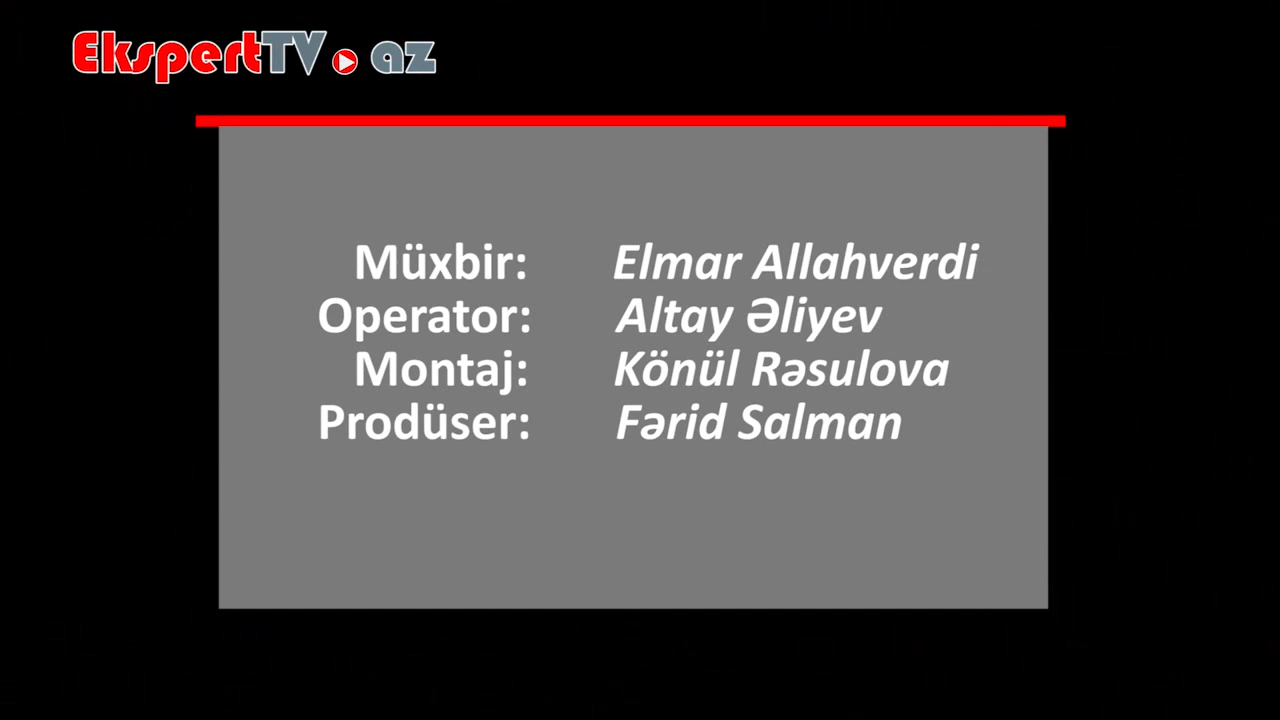 EkspertTV.az
Müxbir: Elmar Allahverdi
Operator: Altay Əliyev
Montaj: Könül Rəsulova
Prodüser: Fərid Salman